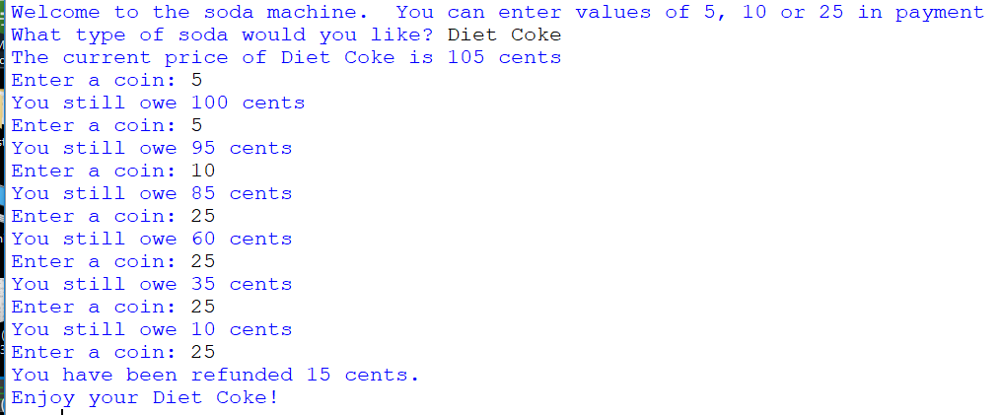 Welcome to the soda machine.  You can enter values of 5, 10 or 25 in payment
What type of soda would you like? Diet Coke
The current price of Diet Coke is 105 cents
Enter a coin: 5
You still owe 100 cents
Enter a coin: 5
You still owe 95 cents
Enter a coin: 10
You still owe 85 cents
Enter a coin: 25
You still owe 60 cents
Enter a coin: 25
You still owe 35 cents
Enter a coin: 25
You still owe 10 cents
Enter a coin: 25
You have been refunded 15 cents.
Enjoy your Diet Coke!